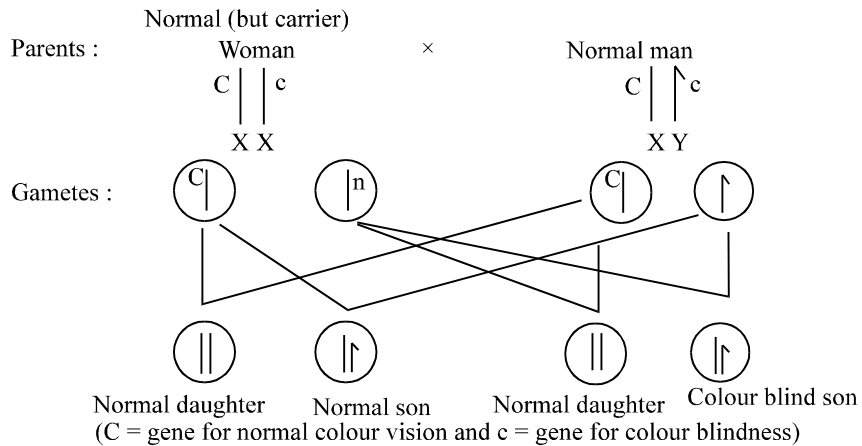 Normal (but carrier)
Parents : Woman × Normal man
C c C c
X X X Y
Gametes : C n C
Normal daughter Normal son Normal daughter Colour blind son
(C = gene for normal colour vision and c = gene for colour blindness)